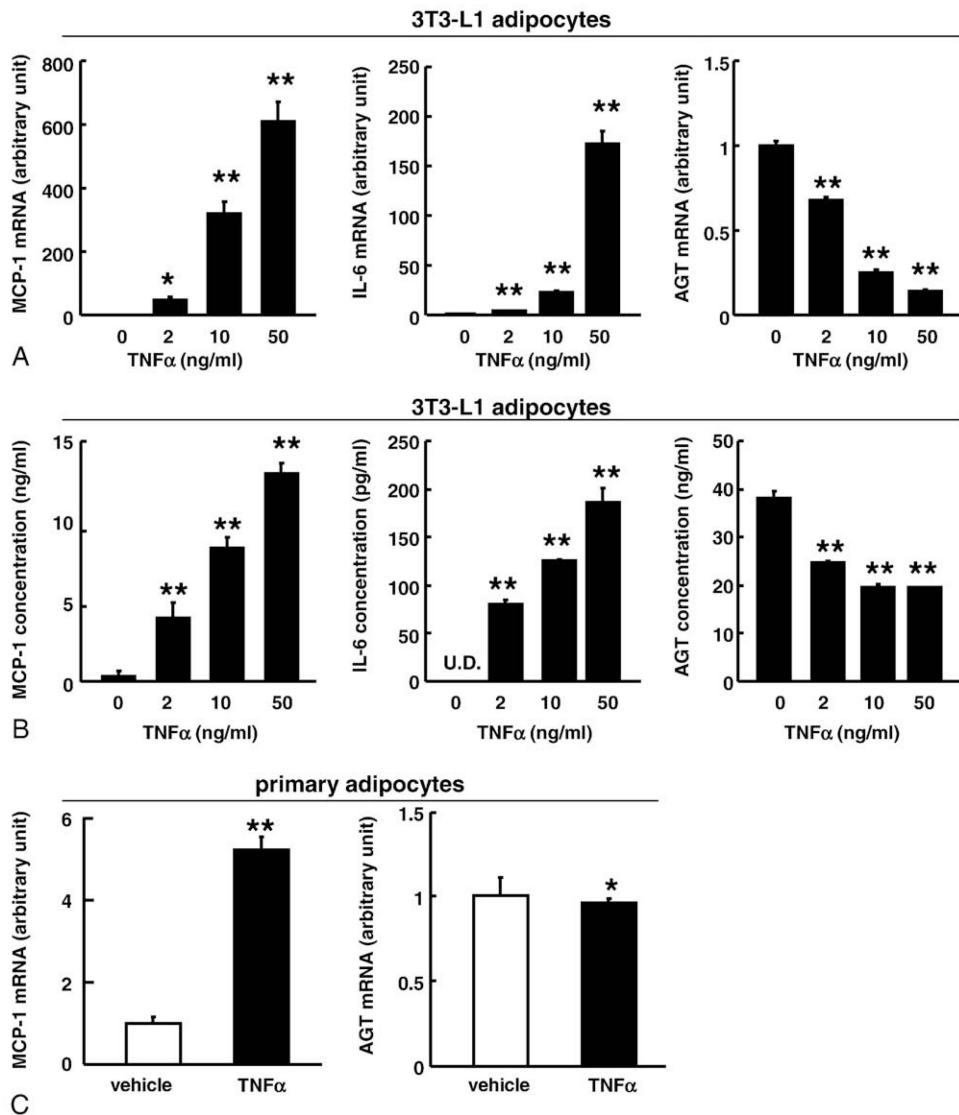 3T3-L1 adipocytes
MCP-1 mRNA (arbitrary unit)
800
600
400
200
0
*
**
**
0 2 10 50
TNFα (ng/ml)
IL-6 mRNA (arbitrary unit)
250
200
150
100
50
0
**
**
**
0 2 10 50
TNFα (ng/ml)
AGT mRNA (arbitrary unit)
1.5
1
0.5
0
**
**
**
0 2 10 50
TNFα (ng/ml)
A
3T3-L1 adipocytes
MCP-1 concentration (ng/ml)
15
10
5
0
**
**
**
0 2 10 50
TNFα (ng/ml)
IL-6 concentration (pg/ml)
250
200
150
100
50
0
U.D.
**
**
**
0 2 10 50
TNFα (ng/ml)
AGT concentration (ng/ml)
50
40
30
20
10
0
**
**
**
0 2 10 50
TNFα (ng/ml)
B
primary adipocytes
MCP-1 mRNA (arbitrary unit)
6
4
2
0
**
vehicle TNFα
AGT mRNA (arbitrary unit)
1.5
1
0.5
0
*
vehicle TNFα
C